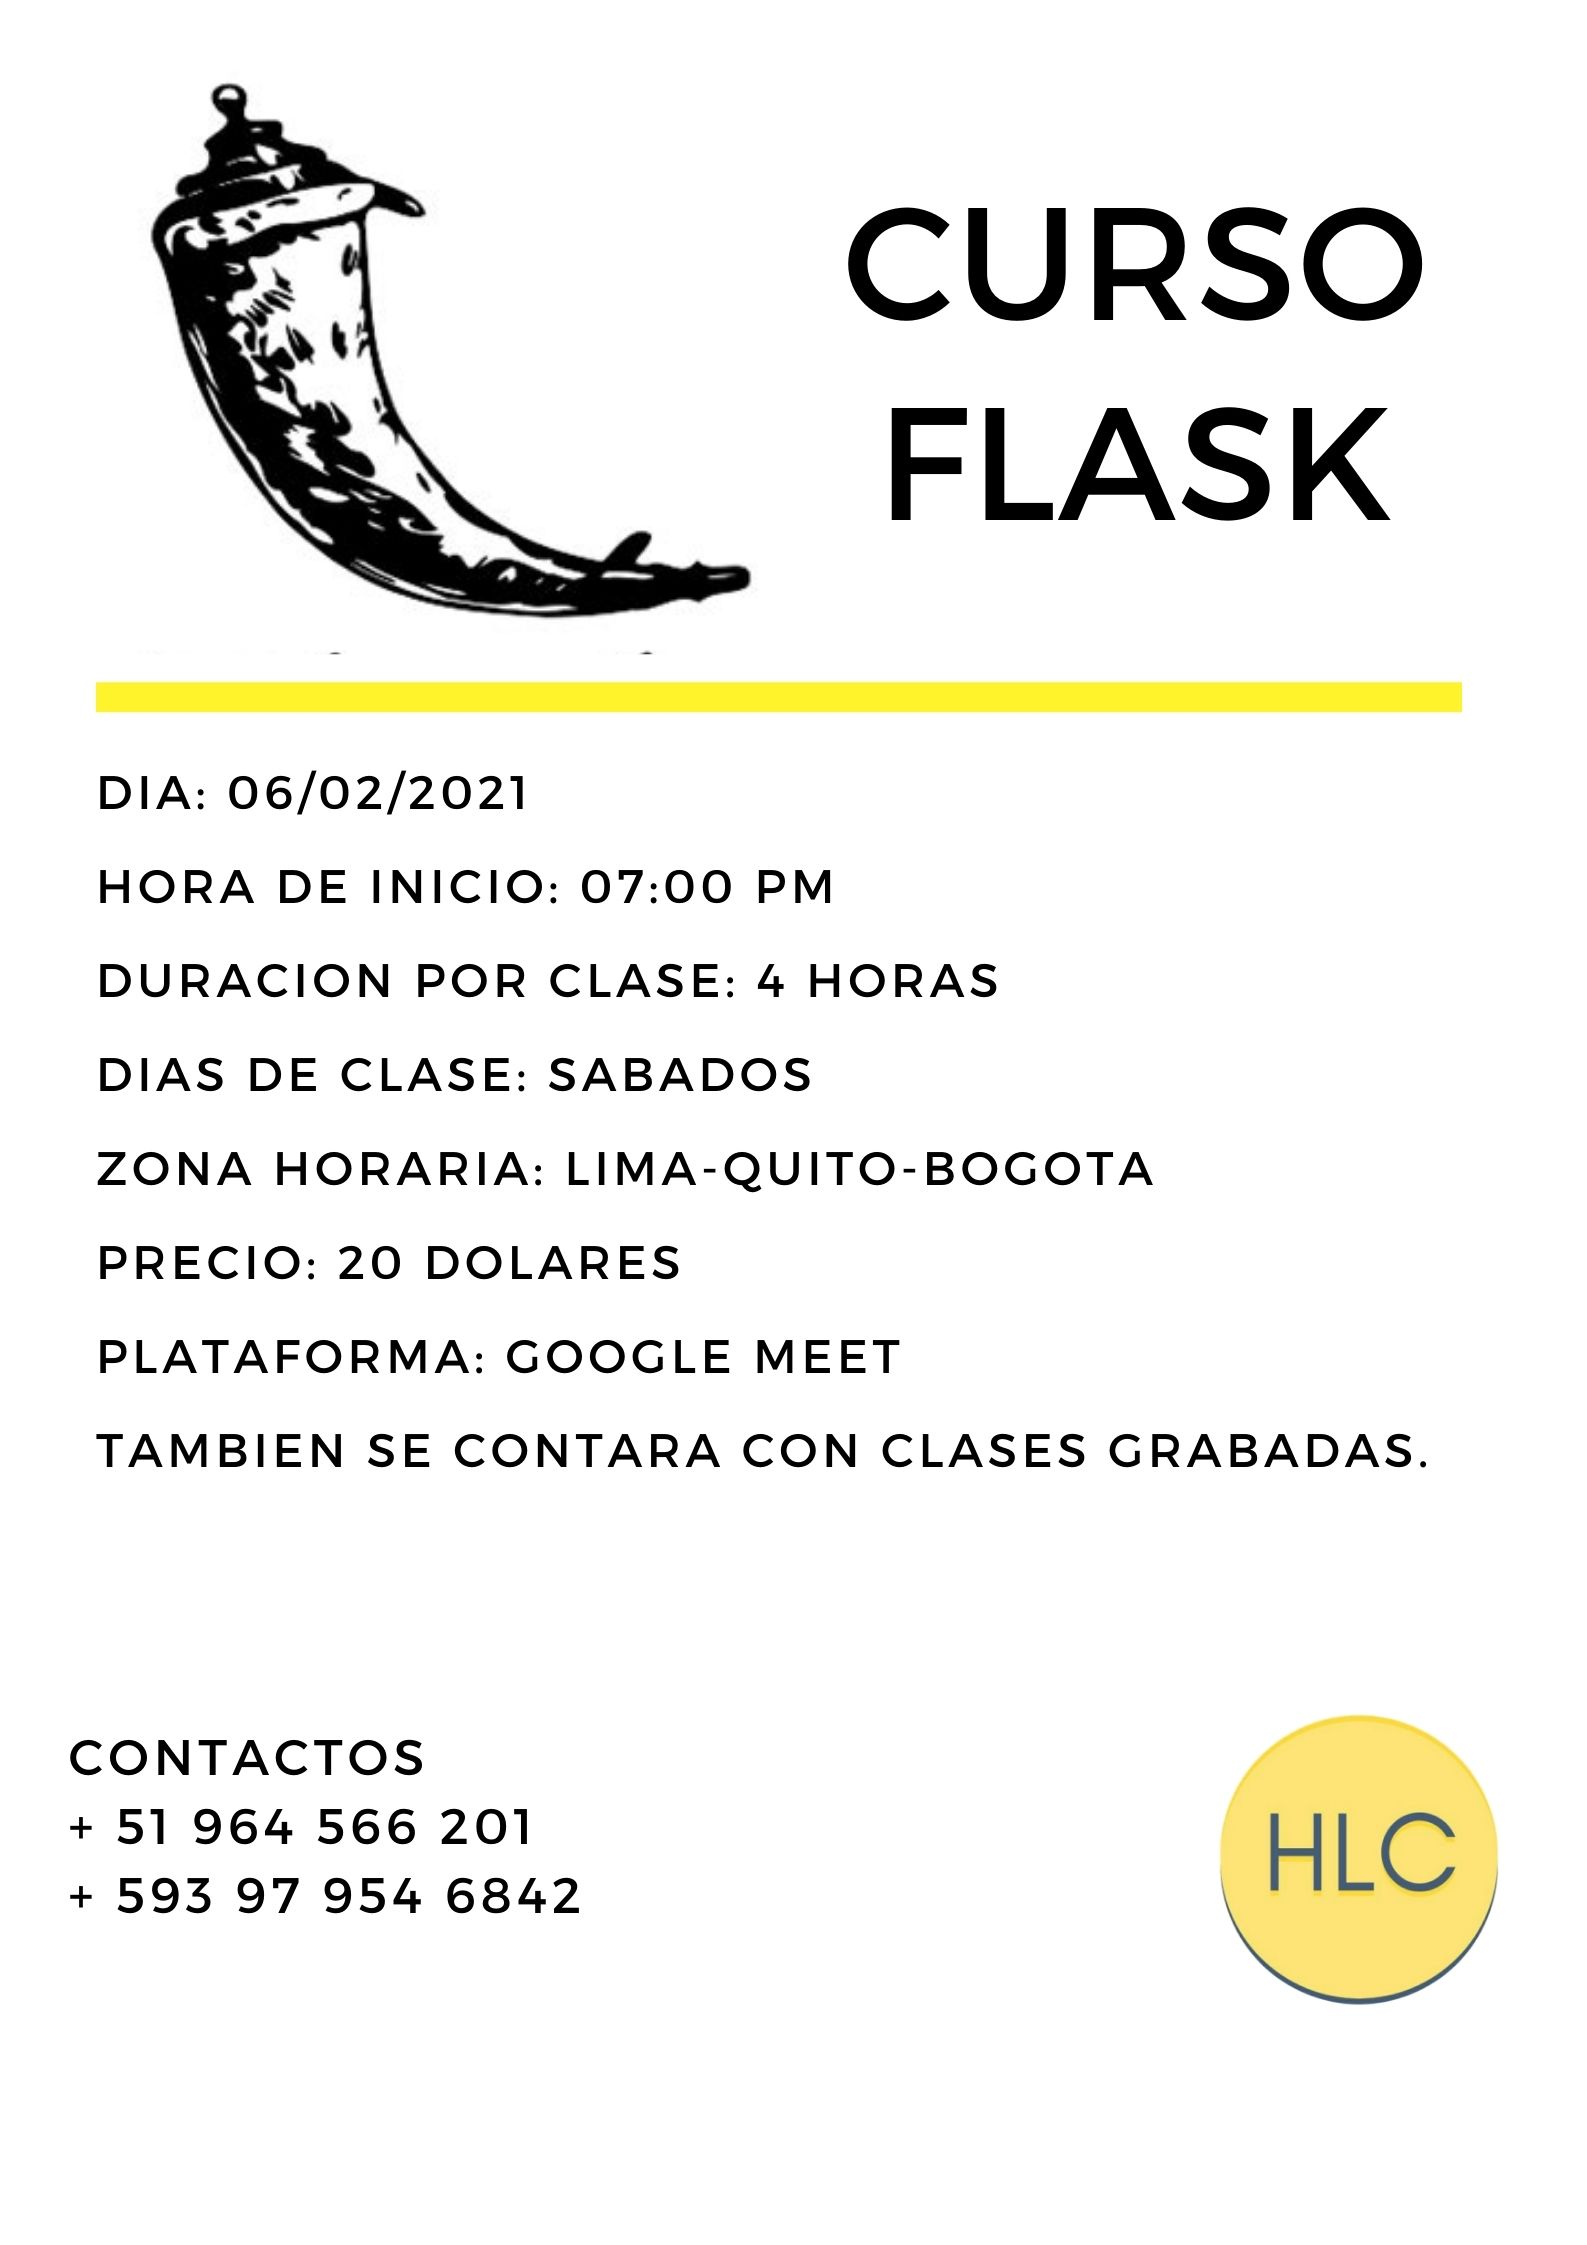 CURSO
FLASK
DIA: 06/02/2021
HORA DE INICIO: 07:00 PM
DURACION POR CLASE: 4 HORAS
DIAS DE CLASE: SABADOS
ZONA HORARIA: LIMA-QUITO-BOGOTA
PRECIO: 20 DOLARES
PLATAFORMA: GOOGLE MEET
TAMBIEN SE CONTARA CON CLASES GRABADAS.
CONTACTOS
+ 51 964 566 201
+ 593 97 954 6842
HLC